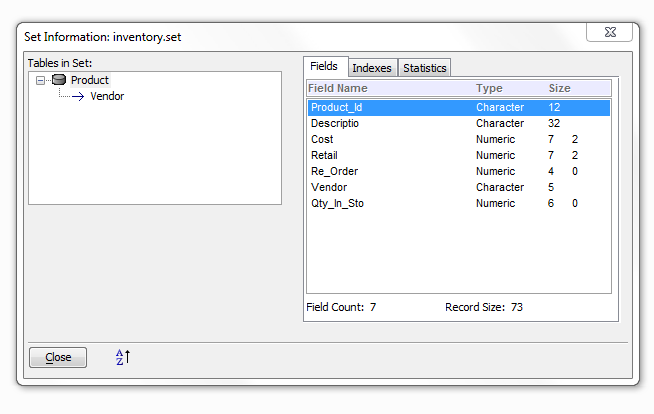 Set Information: inventory.set
Tables in Set:
Product
Vendor
Fields Indexes Statistics
Field Name Type Size
Product_Id Character 12
Descriptio Character 32
Cost Numeric 7 2
Retail Numeric 7 2
Re_Order Numeric 4 0
Vendor Character 5
Qty_In_Sto Numeric 6 0
Field Count: 7 Record Size: 73
Close
A
Z